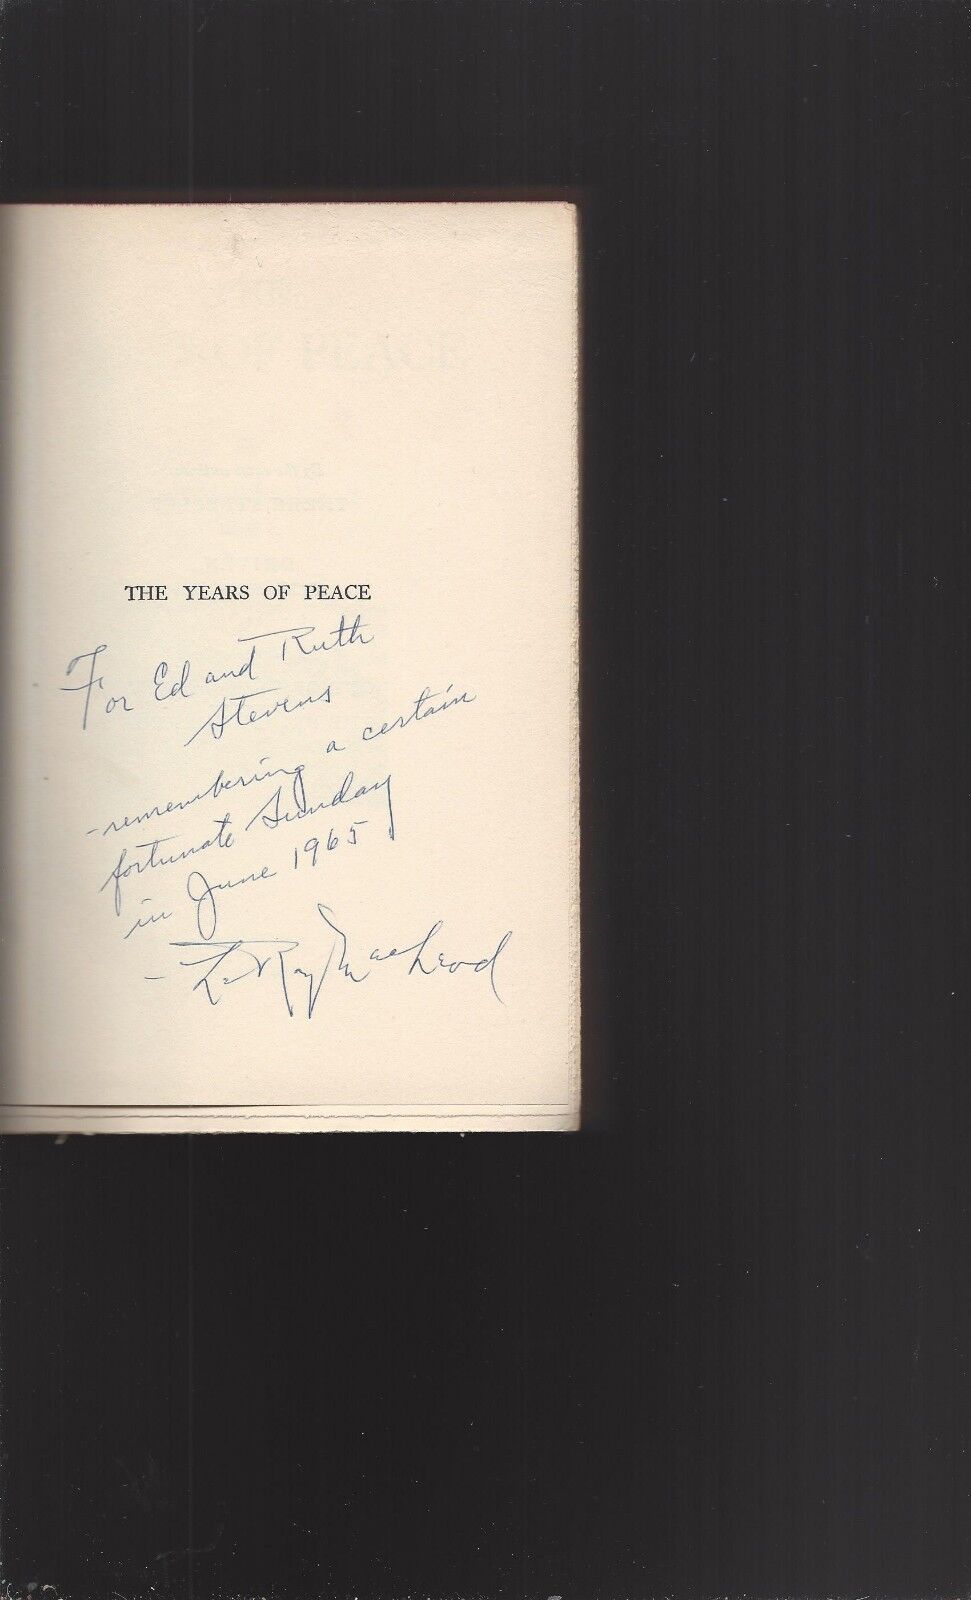 THE YEARS OF PEACE
For Ed and Ruth
Stevens
-remembering a certain
fortunate Sunday
in June 1965
- LeRoy MacLeod